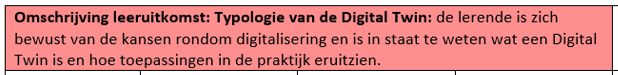 Omschrijving leeruitkomst: Typologie van de Digital Twin: de lerende is zich
bewust van de kansen rondom digitalisering en is in staat te weten wat een Digital
Twin is en hoe toepassingen in de praktijk eruitzien.